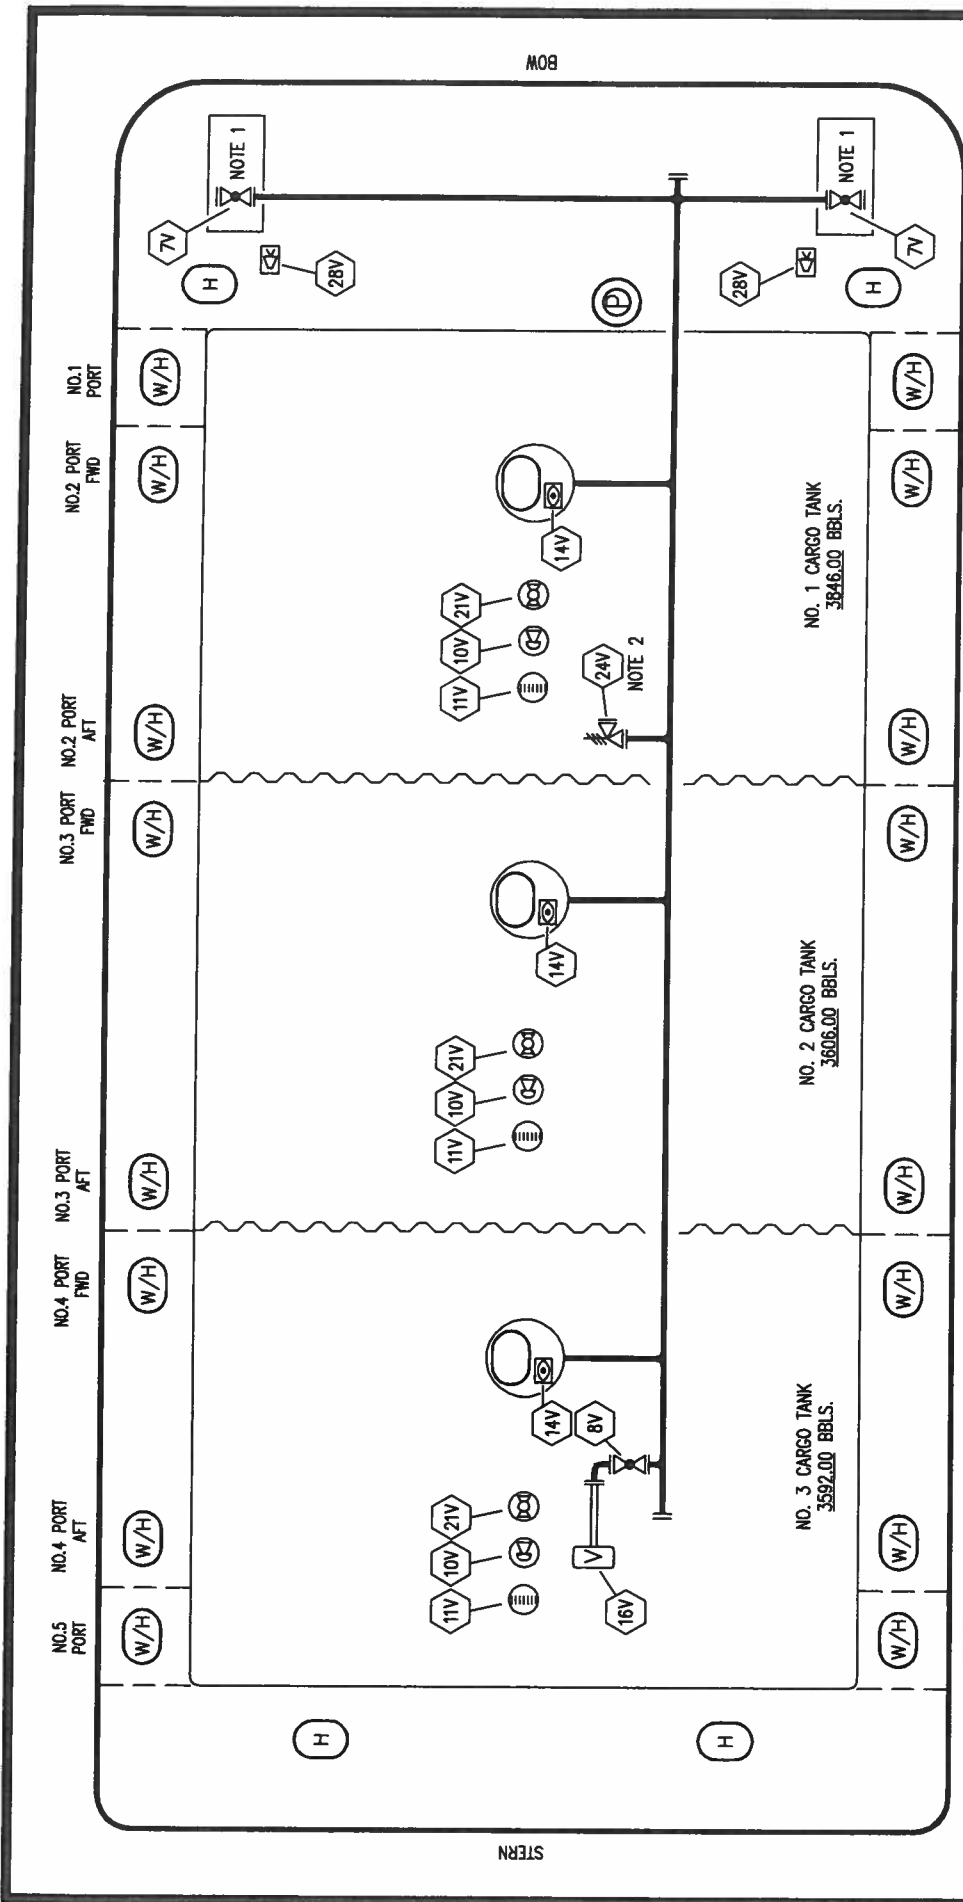 NO.5
PORT
NO.4 PORT
AFT
NO.4 PORT
FWD
NO.3 PORT
AFT
NO.3 PORT
FWD
NO.2 PORT
AFT
NO.2 PORT
FWD
NO.1
PORT
W/H
W/H
W/H
W/H
W/H
W/H
W/H
W/H
7V
NOTE 1
H
28V
H
STERN
BOW
11V
10V
21V
14V
8V
16V
V
11V
10V
21V
14V
11V
10V
21V
14V
24V
NOTE 2
P
H
28V
H
7V
NOTE 1
NO. 3 CARGO TANK
3592.00 BBLS.
NO. 2 CARGO TANK
3606.00 BBLS.
NO. 1 CARGO TANK
3846.00 BBLS.
W/H
W/H
W/H
W/H
W/H
W/H
W/H
W/H